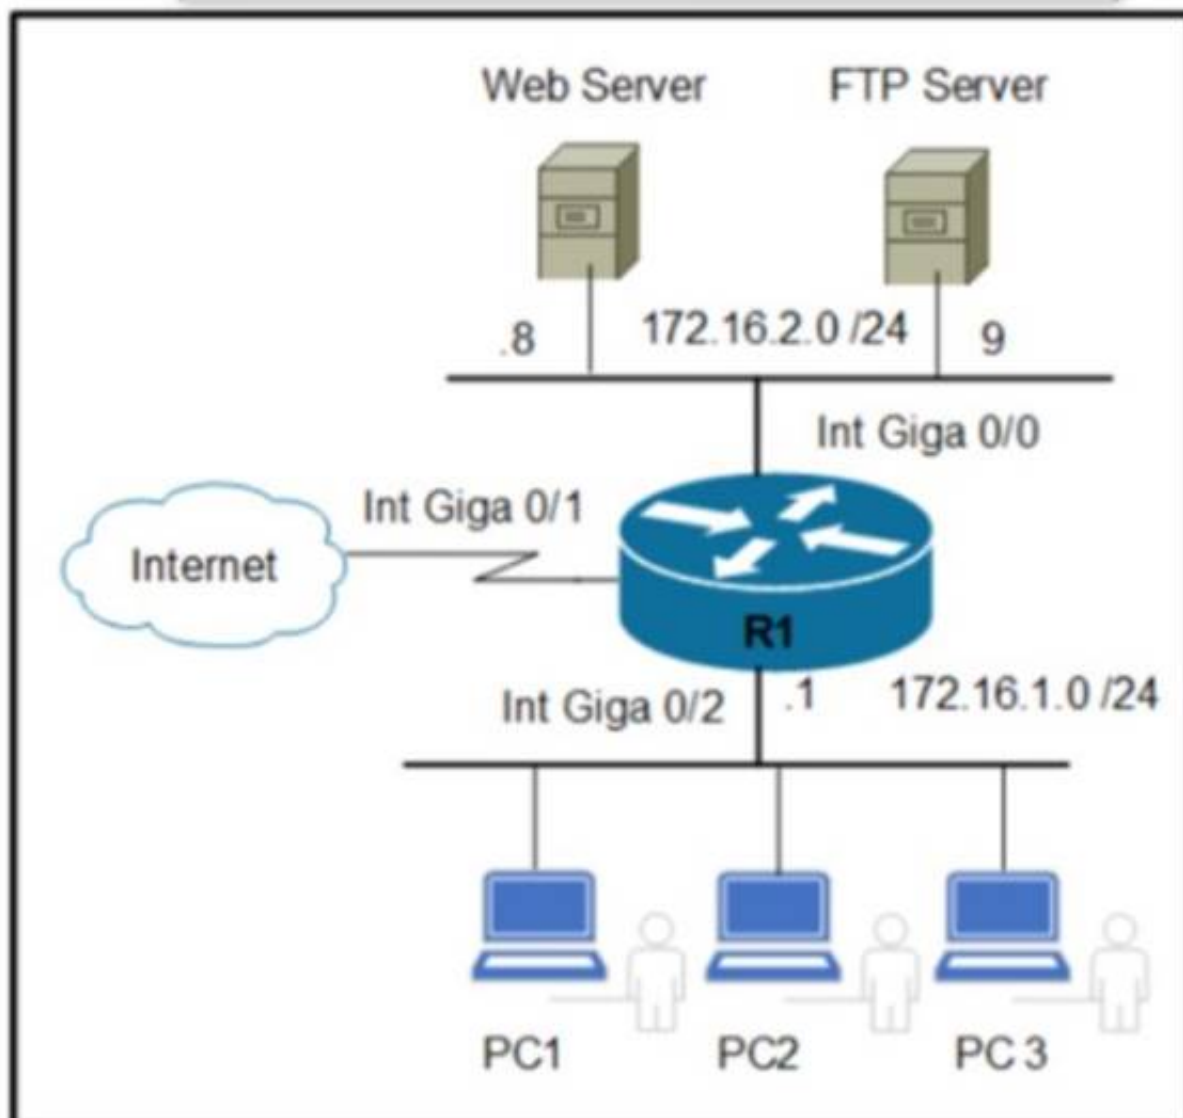 Web Server
FTP Server
.8
172.16.2.0 /24
9
Int Giga 0/0
Int Giga 0/1
Internet
R1
Int Giga 0/2
.1
172.16.1.0 /24
PC1
PC2
PC 3